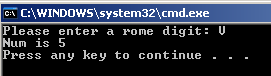 C:\WINDOWS\system32\cmd.exe
Please enter a rome digit: V
Num is 5
Press any key to continue . . .